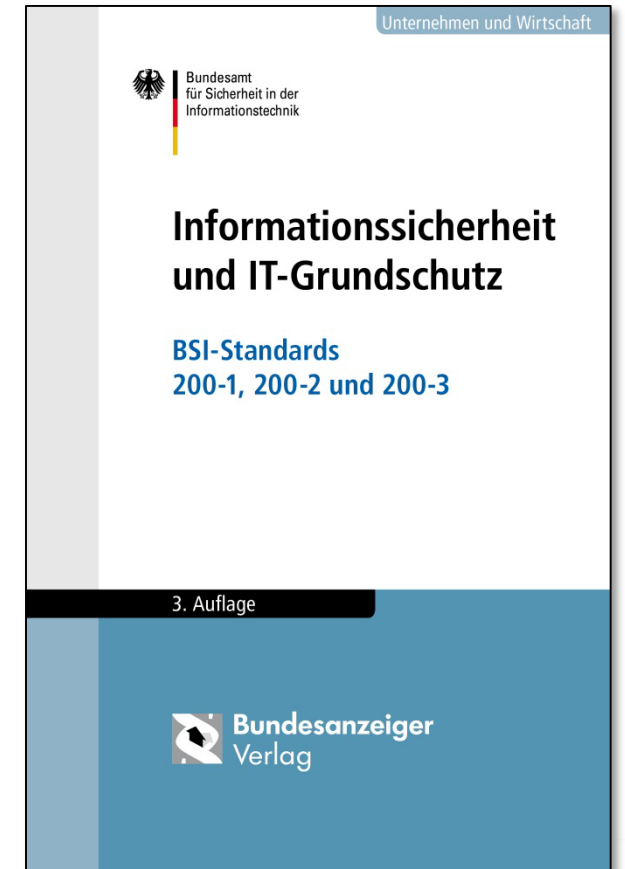 Unternehmen und Wirtschaft
Bundesamt
für Sicherheit in der
Informationstechnik
Informationssicherheit
und IT-Grundschutz
BSI-Standards
200-1, 200-2 und 200-3
3. Auflage
Bundesanzeiger
Verlag